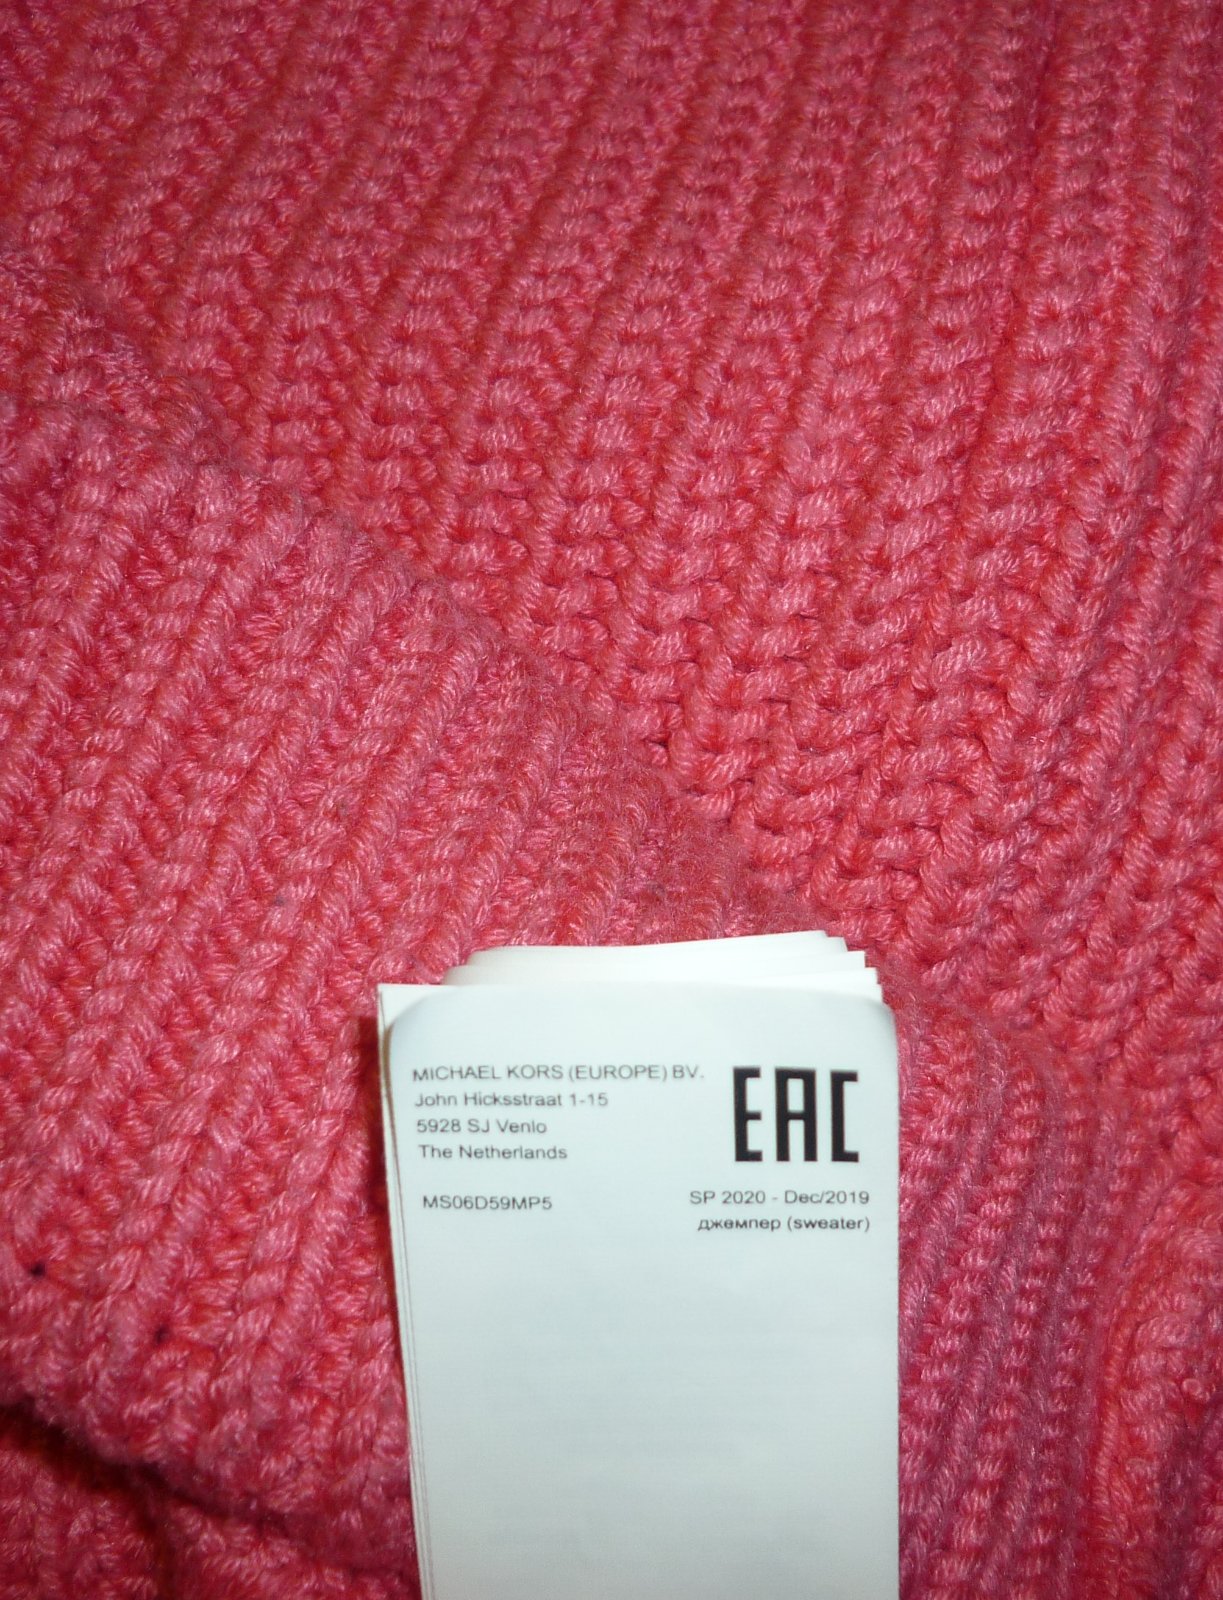 MICHAEL KORS (EUROPE) BV.
John Hicksstraat 1-15
5928 SJ Venlo
The Netherlands
EAC
MS06D59MP5
SP 2020 - Dec/2019
джемпер (sweater)